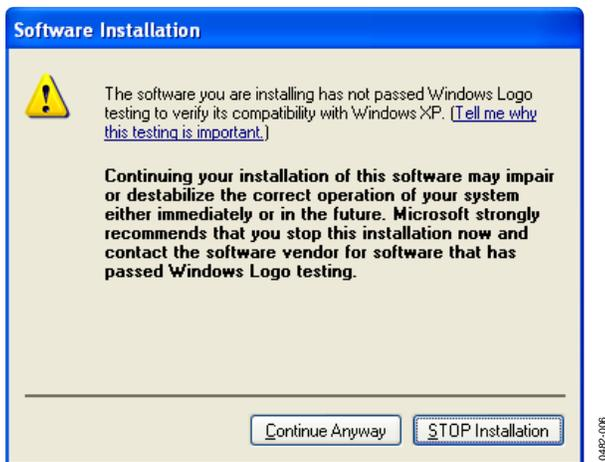 Software Installation
The software you are installing has not passed Windows Logo
testing to verify its compatibility with Windows XP. (Tell me why
this testing is important.)
Continuing your installation of this software may impair
or destabilize the correct operation of your system
either immediately or in the future. Microsoft strongly
recommends that you stop this installation now and
contact the software vendor for software that has
passed Windows Logo testing.
Continue Anyway
STOP Installation
0482-006